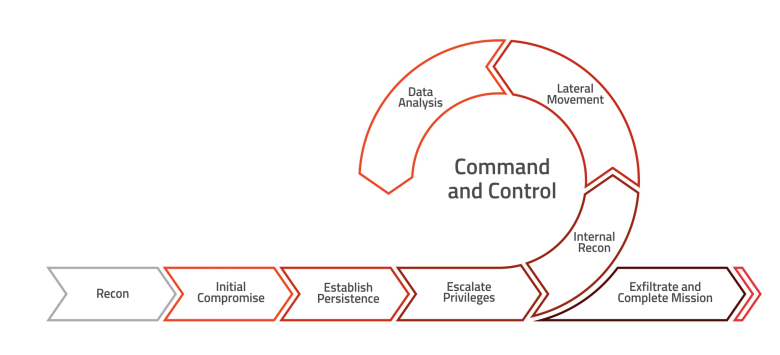 Data
Analysis
Lateral
Movement
Command
and Control
Internal
Recon
Recon
Initial
Compromise
Establish
Persistence
Escalate
Privileges
Exfiltrate and
Complete Mission